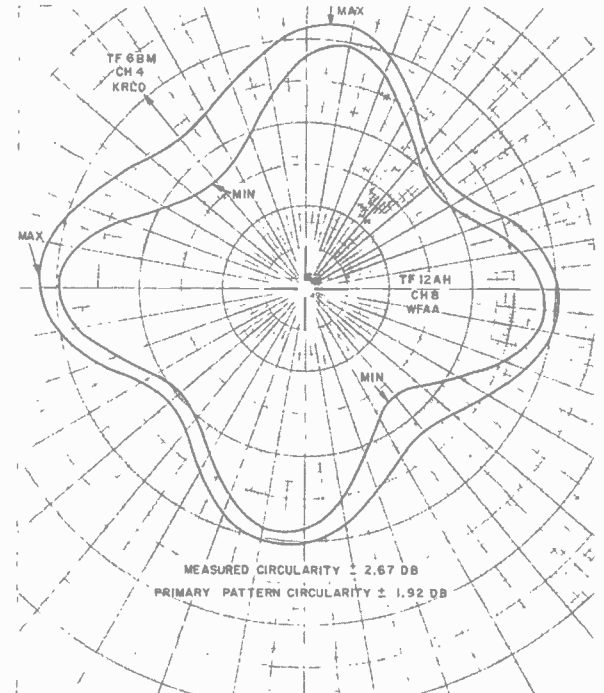 MAX
TF 6BM
CH 4
KRLD
MIN
MAX
TF 12AH
CH 8
WFAA
MIN
MEASURED CIRCULARITY ± 2.67 DB
PRIMARY PATTERN CIRCULARITY ± 1.92 DB